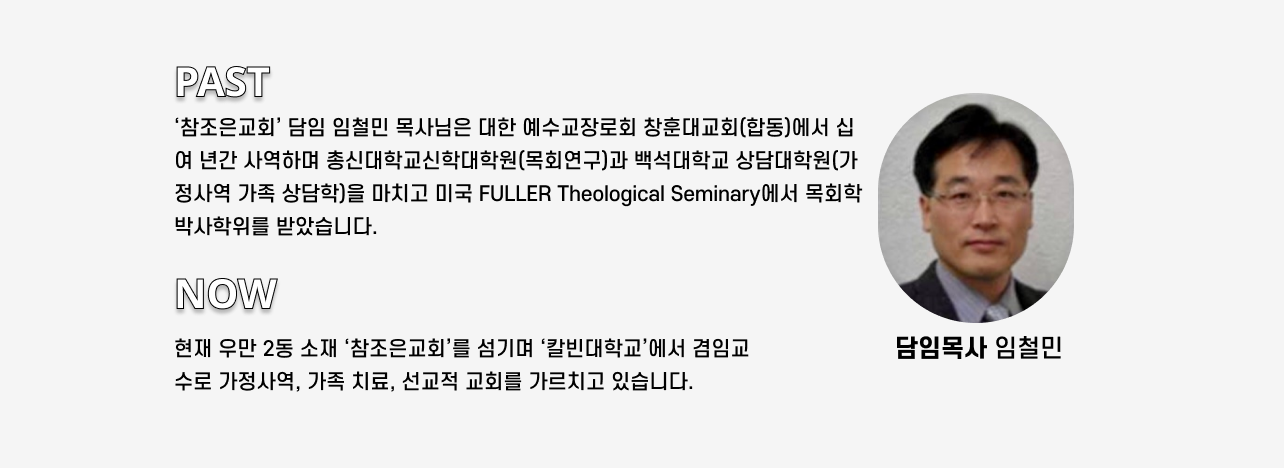 PAST
‘참조은교회’ 담임 임철민 목사님은 대한 예수교장로회 창훈대교회(합동)에서 십
여 년간 사역하며 총신대학교신학대학원(목회연구)과 백석대학교 상담대학원(가
정사역 가족 상담학)을 마치고 미국 FULLER Theological Seminary에서 목회학
박사학위를 받았습니다.
NOW
현재 우만 2동 소재 ‘참조은교회’를 섬기며 ‘칼빈대학교’에서 겸임교
수로 가정사역, 가족 치료, 선교적 교회를 가르치고 있습니다.
담임목사 임철민